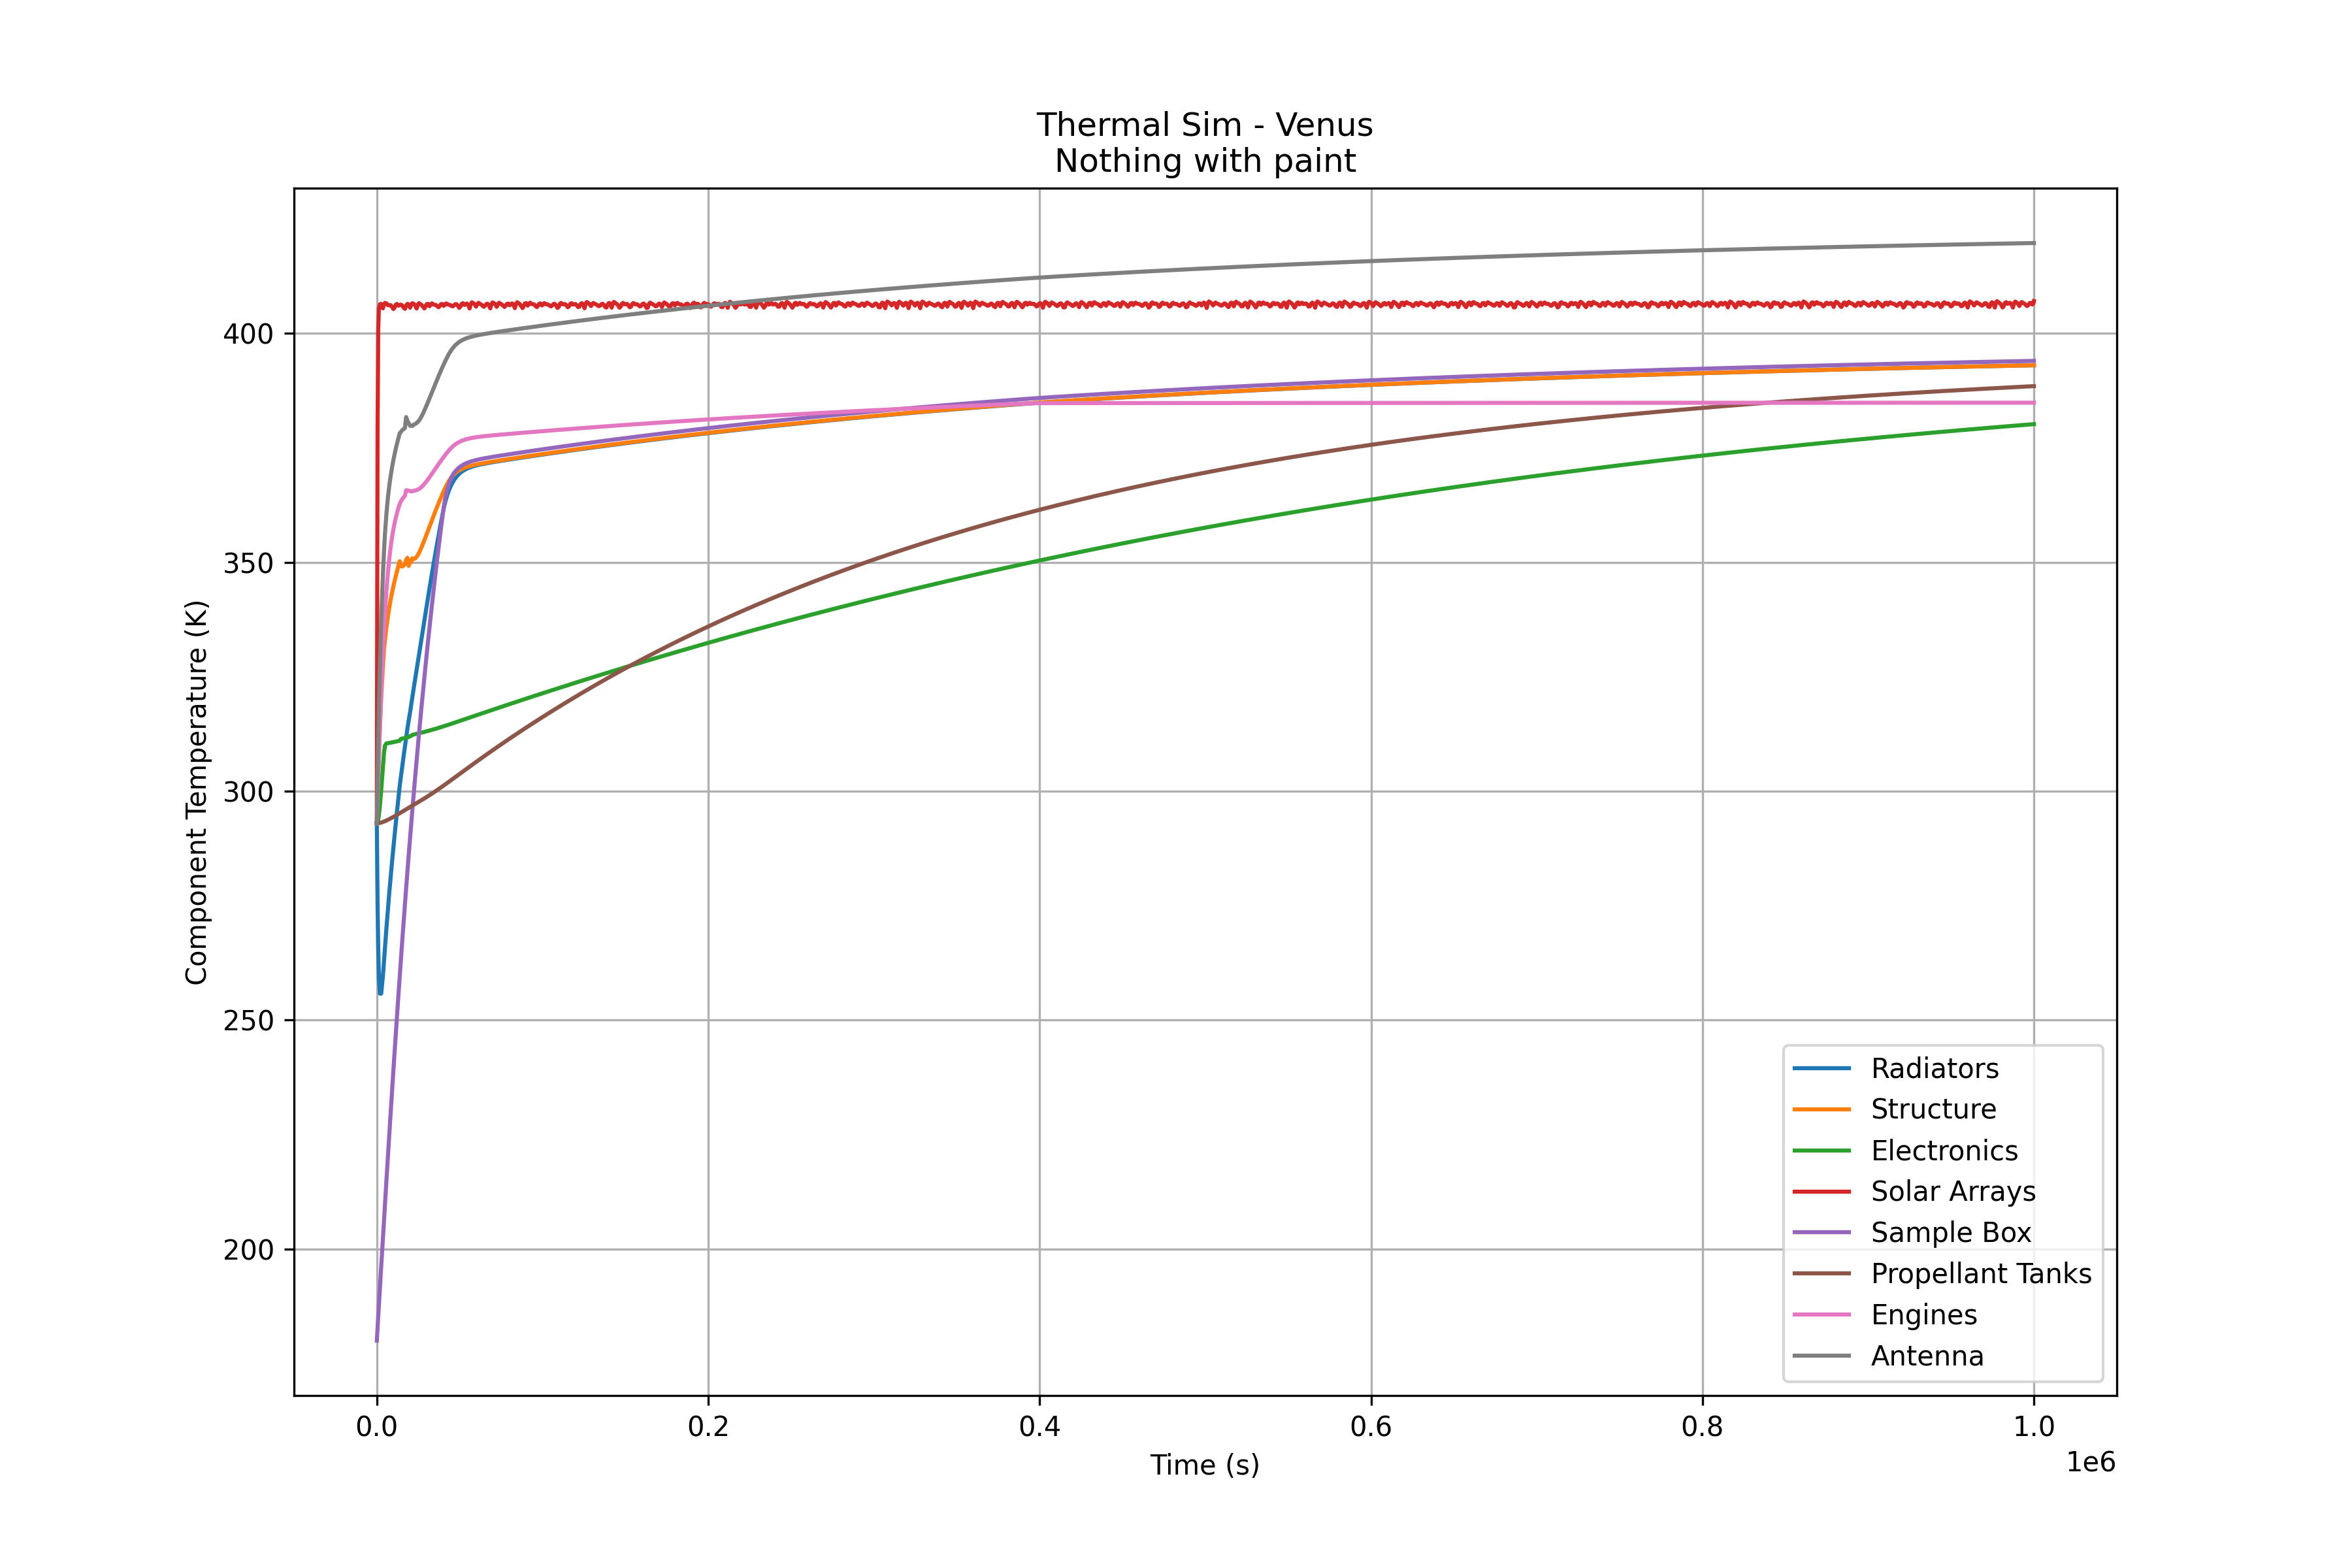 Thermal Sim - Venus
Nothing with paint
Component Temperature (K)
400
350
300
250
200
0.0 0.2 0.4 0.6 0.8 1.0
1e6
Time (s)
Radiators
Structure
Electronics
Solar Arrays
Sample Box
Propellant Tanks
Engines
Antenna